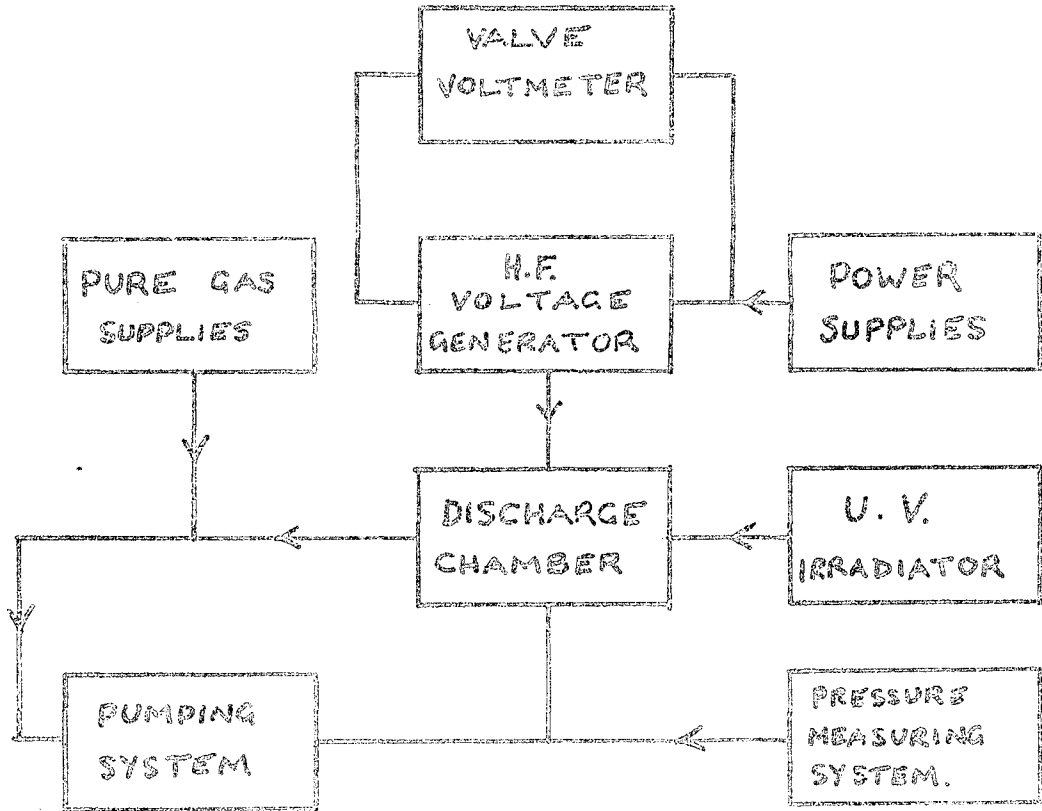 VALVE
VOLTMETER
PURE GAS
SUPPLIES
H.F.
VOLTAGE
GENERATOR
POWER
SUPPLIES
DISCHARGE
CHAMBER
U. V.
IRRADIATOR
PUMPING
SYSTEM
PRESSURE
MEASURING
SYSTEM.